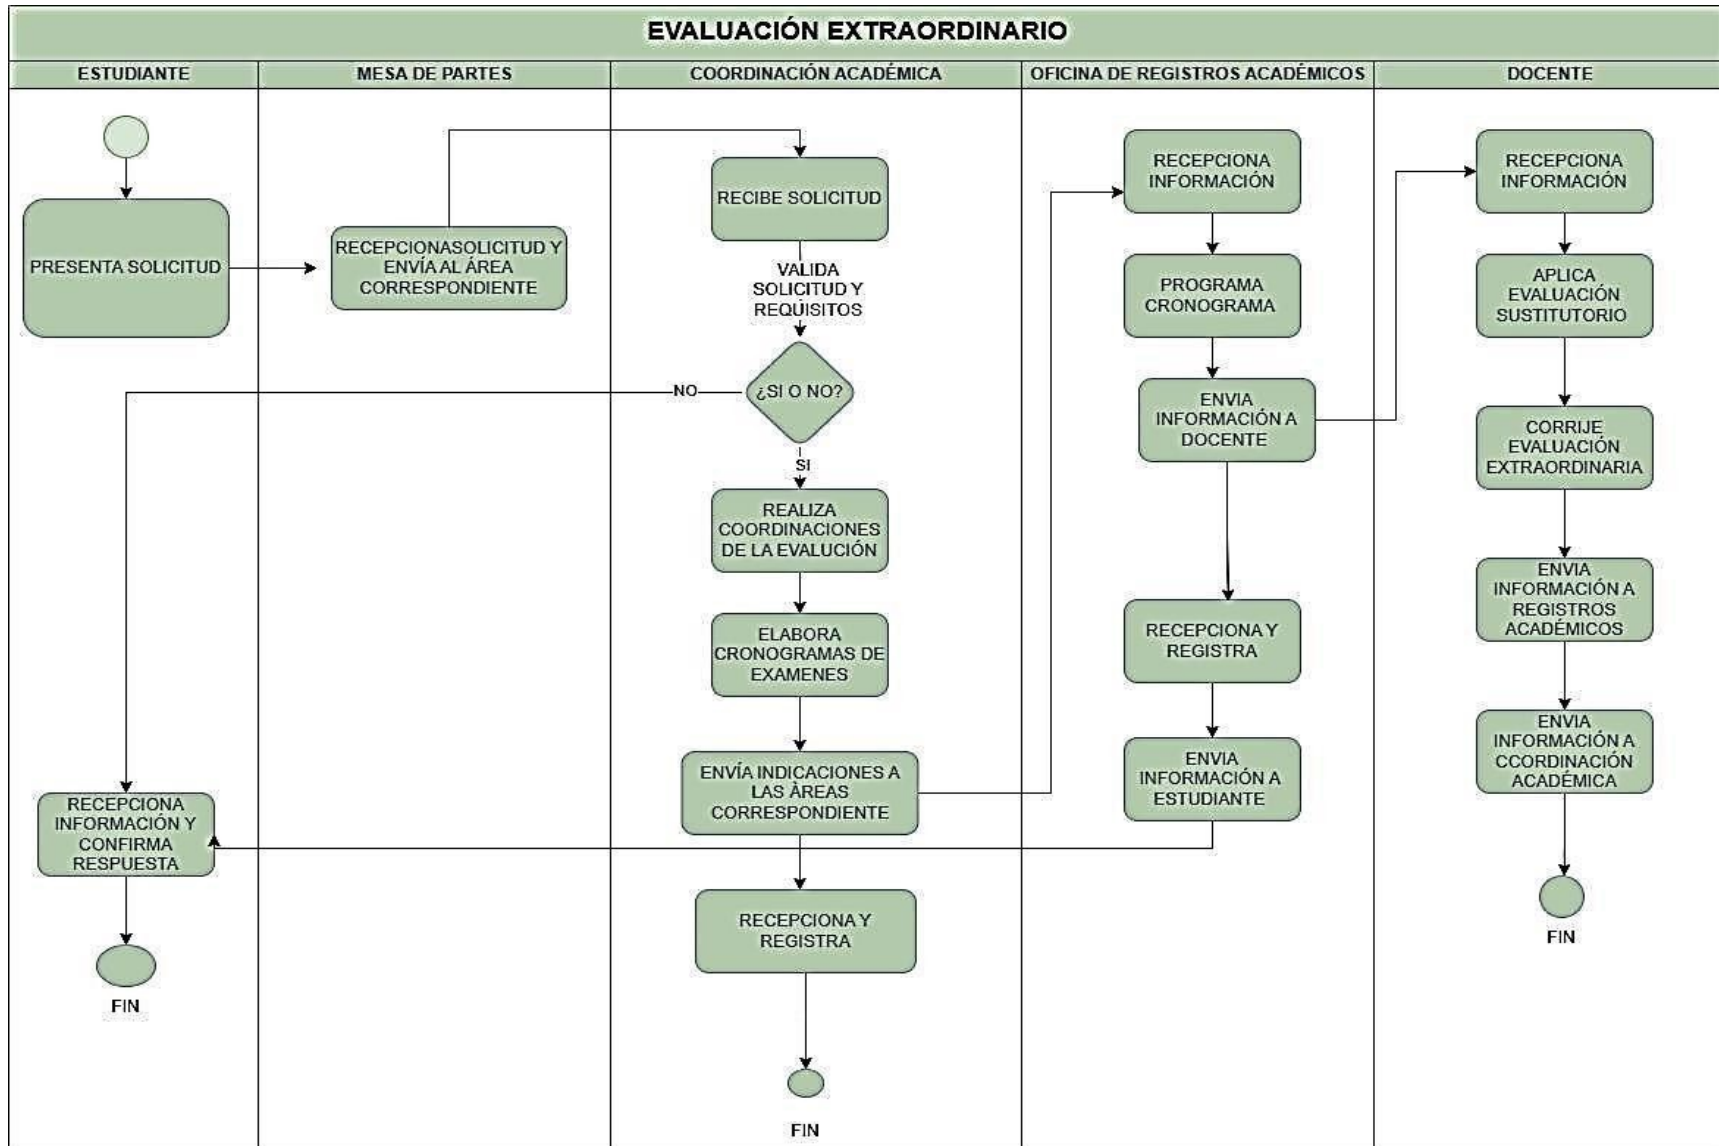 EVALUACIÓN EXTRAORDINARIO
ESTUDIANTE
MESA DE PARTES
COORDINACIÓN ACADÉMICA
OFICINA DE REGISTROS ACADÉMICOS
DOCENTE
PRESENTA SOLICITUD
RECEPCIONA
INFORMACIÓN Y
CONFIRMA
RESPUESTA
FIN
RECEPCIONASOLICITUD Y
ENVÍA AL ÁREA
CORRESPONDIENTE
RECIBE SOLICITUD
VALIDA
SOLICITUD Y
REQUISITOS
¿SI O NO?
NO
SI
REALIZA
COORDINACIONES
DE LA EVALUCIÓN
ELABORA
CRONOGRAMAS DE
EXAMENES
ENVÍA INDICACIONES A
LAS ÀREAS
CORRESPONDIENTE
RECEPCIONA Y
REGISTRA
FIN
RECEPCIONA
INFORMACIÓN
PROGRAMA
CRONOGRAMA
ENVIA
INFORMACIÓN A
DOCENTE
RECEPCIONA Y
REGISTRA
ENVIA
INFORMACIÓN A
ESTUDIANTE
RECEPCIONA
INFORMACIÓN
APLICA
EVALUACIÓN
SUSTITUTORIO
CORRIJE
EVALUACIÓN
EXTRAORDINARIA
ENVIA
INFORMACIÓN A
REGISTROS
ACADÉMICOS
ENVIA
INFORMACIÓN A
CCORDINACIÓN
ACADÉMICA
FIN